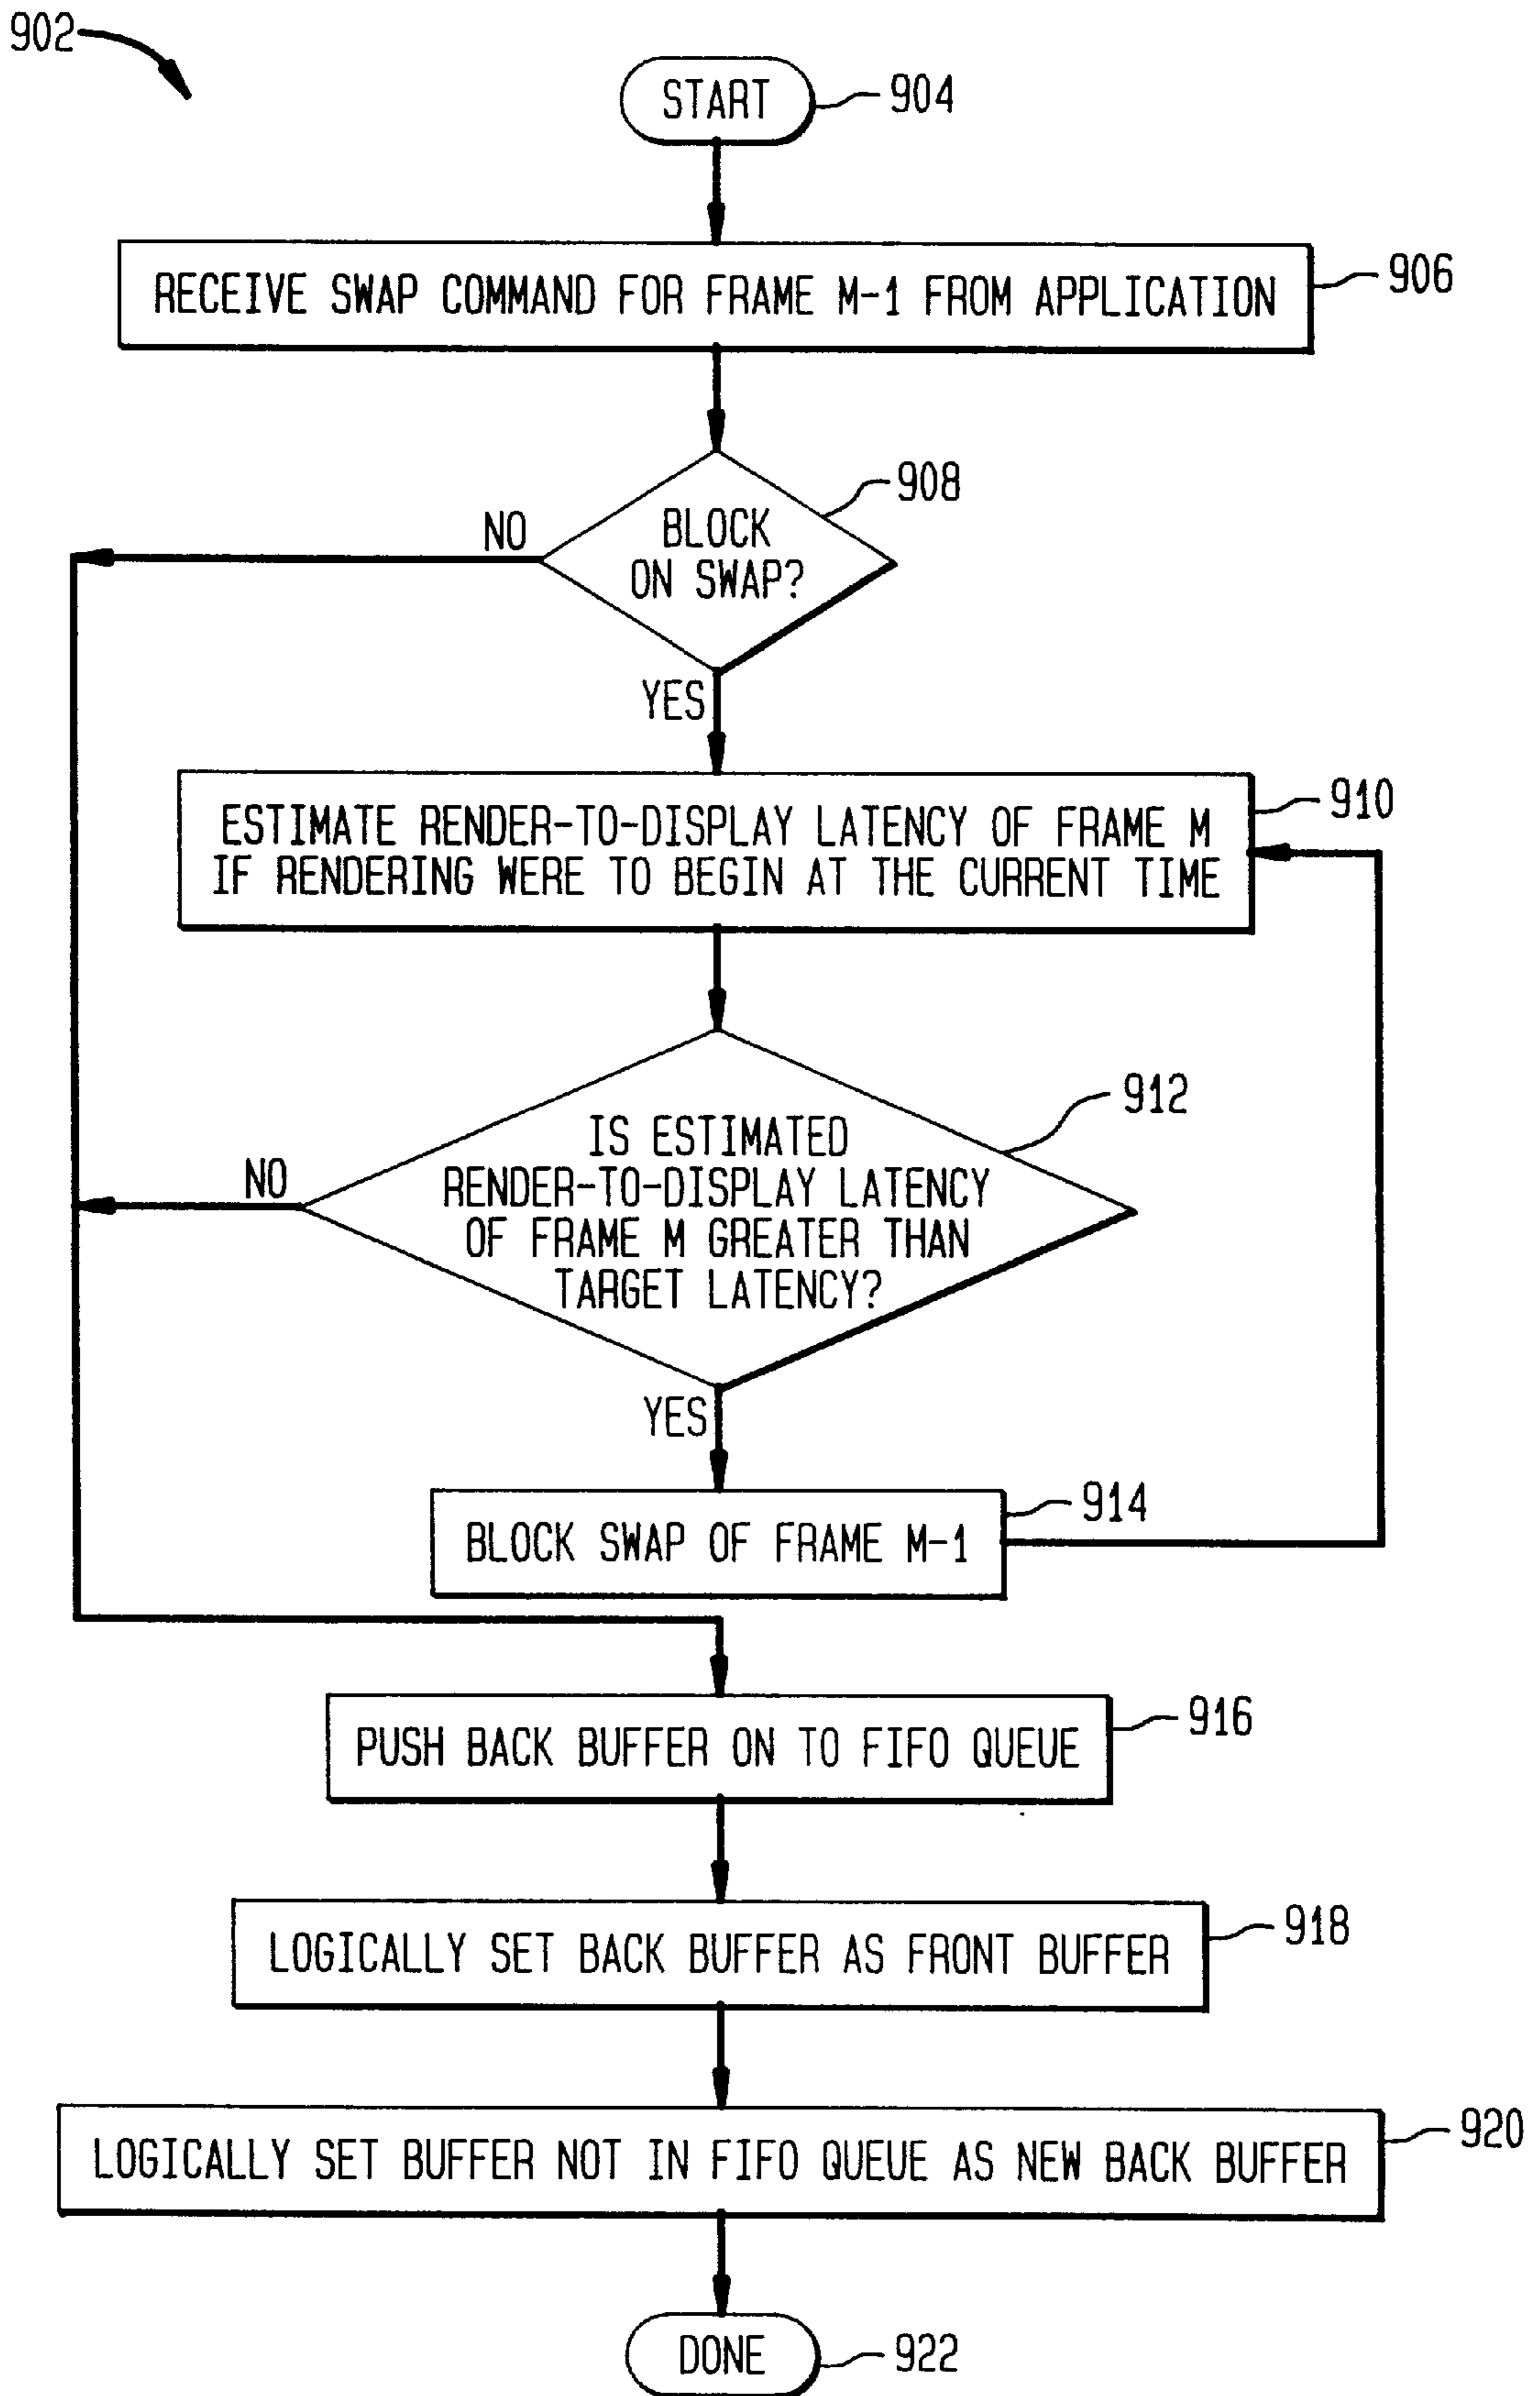 902
START
904
RECEIVE SWAP COMMAND FOR FRAME M-1 FROM APPLICATION
906
BLOCK
ON SWAP?
908
NO
YES
ESTIMATE RENDER-TO-DISPLAY LATENCY OF FRAME M
IF RENDERING WERE TO BEGIN AT THE CURRENT TIME
910
IS ESTIMATED
RENDER-TO-DISPLAY LATENCY
OF FRAME M GREATER THAN
TARGET LATENCY?
912
NO
YES
BLOCK SWAP OF FRAME M-1
914
PUSH BACK BUFFER ON TO FIFO QUEUE
916
LOGICALLY SET BACK BUFFER AS FRONT BUFFER
918
LOGICALLY SET BUFFER NOT IN FIFO QUEUE AS NEW BACK BUFFER
920
DONE
922